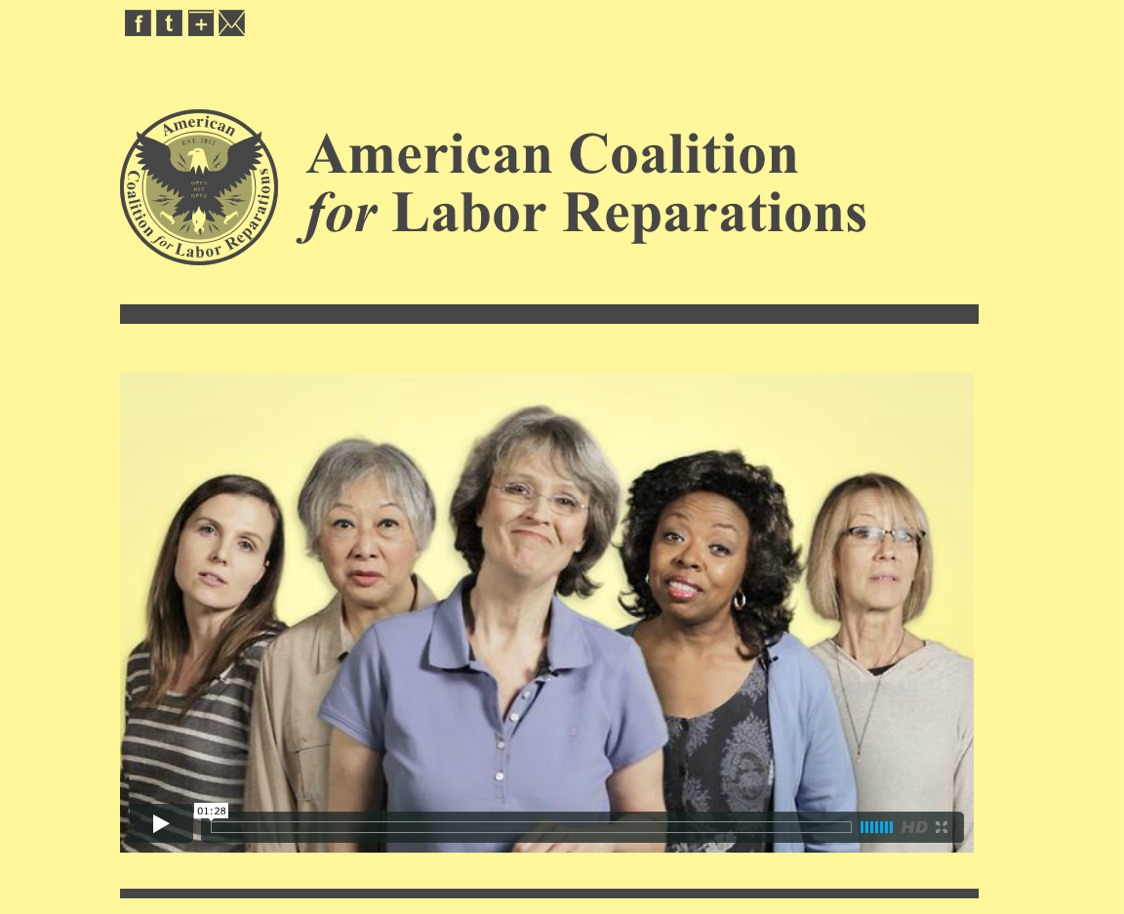 f t +
American
EST. 2012
OPUS
EST
OPUS
Coalition for Labor Reparations
American Coalition
for Labor Reparations
01:28
HD